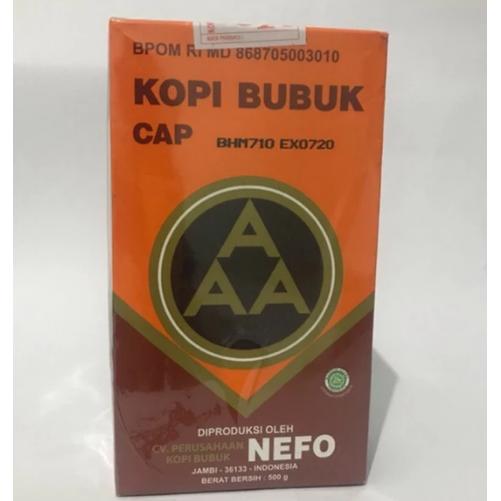 BPOM RI MD 868705003010
KOPI BUBUK
CAP
BHM710 EX0720
A
A A
DIPRODUKSI OLEH
CV. PERUSAHAAN
KOPI BUBUK
NEFO
JAMBI - 36133 - INDONESIA
BERAT BERSIH : 500 g